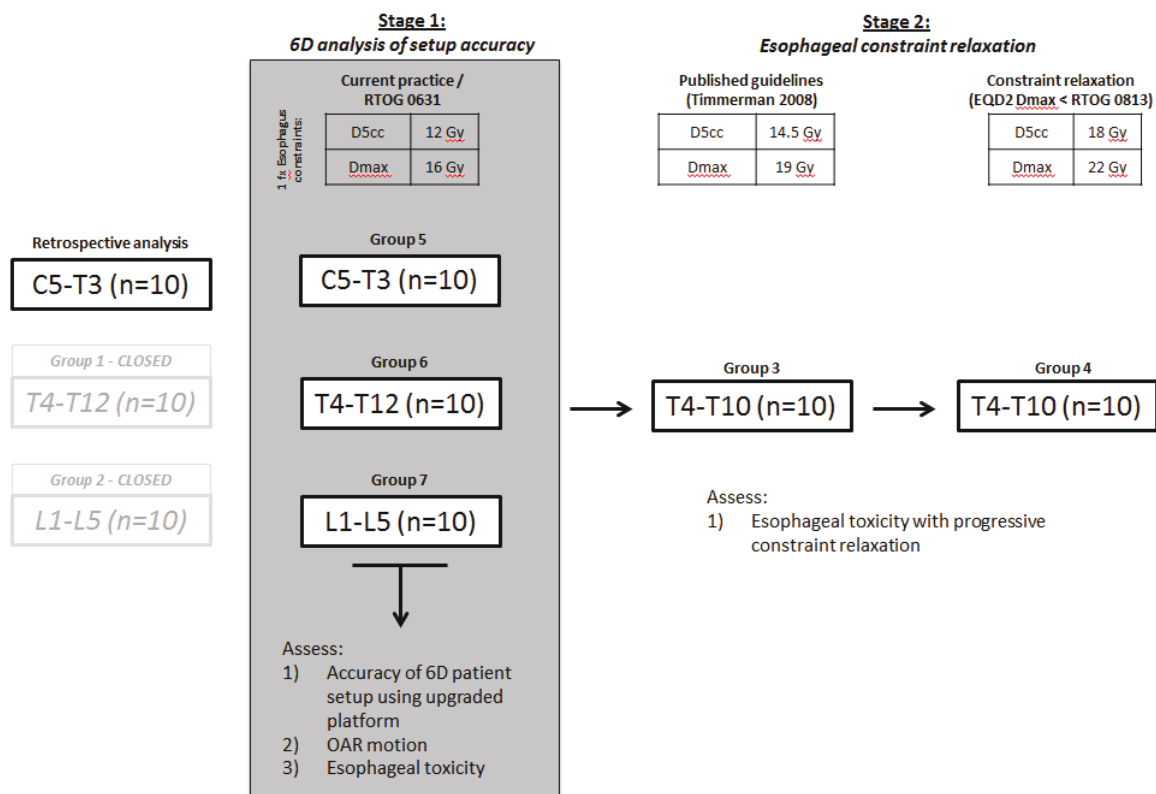 Stage 1:
6D analysis of setup accuracy
Stage 2:
Esophageal constraint relaxation
Current practice /
RTOG 0631
1 fx Esophagus
constraints:
D5cc 12 Gy
Dmax 16 Gy
Published guidelines
(Timmerman 2008)
D5cc 14.5 Gy
Dmax 19 Gy
Constraint relaxation
(EQD2 Dmax < RTOG 0813)
D5cc 18 Gy
Dmax 22 Gy
Retrospective analysis
C5-T3 (n=10)
Group 5
C5-T3 (n=10)
Group 1 - CLOSED
T4-T12 (n=10)
Group 6
T4-T12 (n=10)
Group 3
T4-T10 (n=10)
Group 4
T4-T10 (n=10)
Group 2 - CLOSED
L1-L5 (n=10)
Group 7
L1-L5 (n=10)
Assess:
1) Esophageal toxicity with progressive
constraint relaxation
Assess:
1) Accuracy of 6D patient
setup using upgraded
platform
2) OAR motion
3) Esophageal toxicity